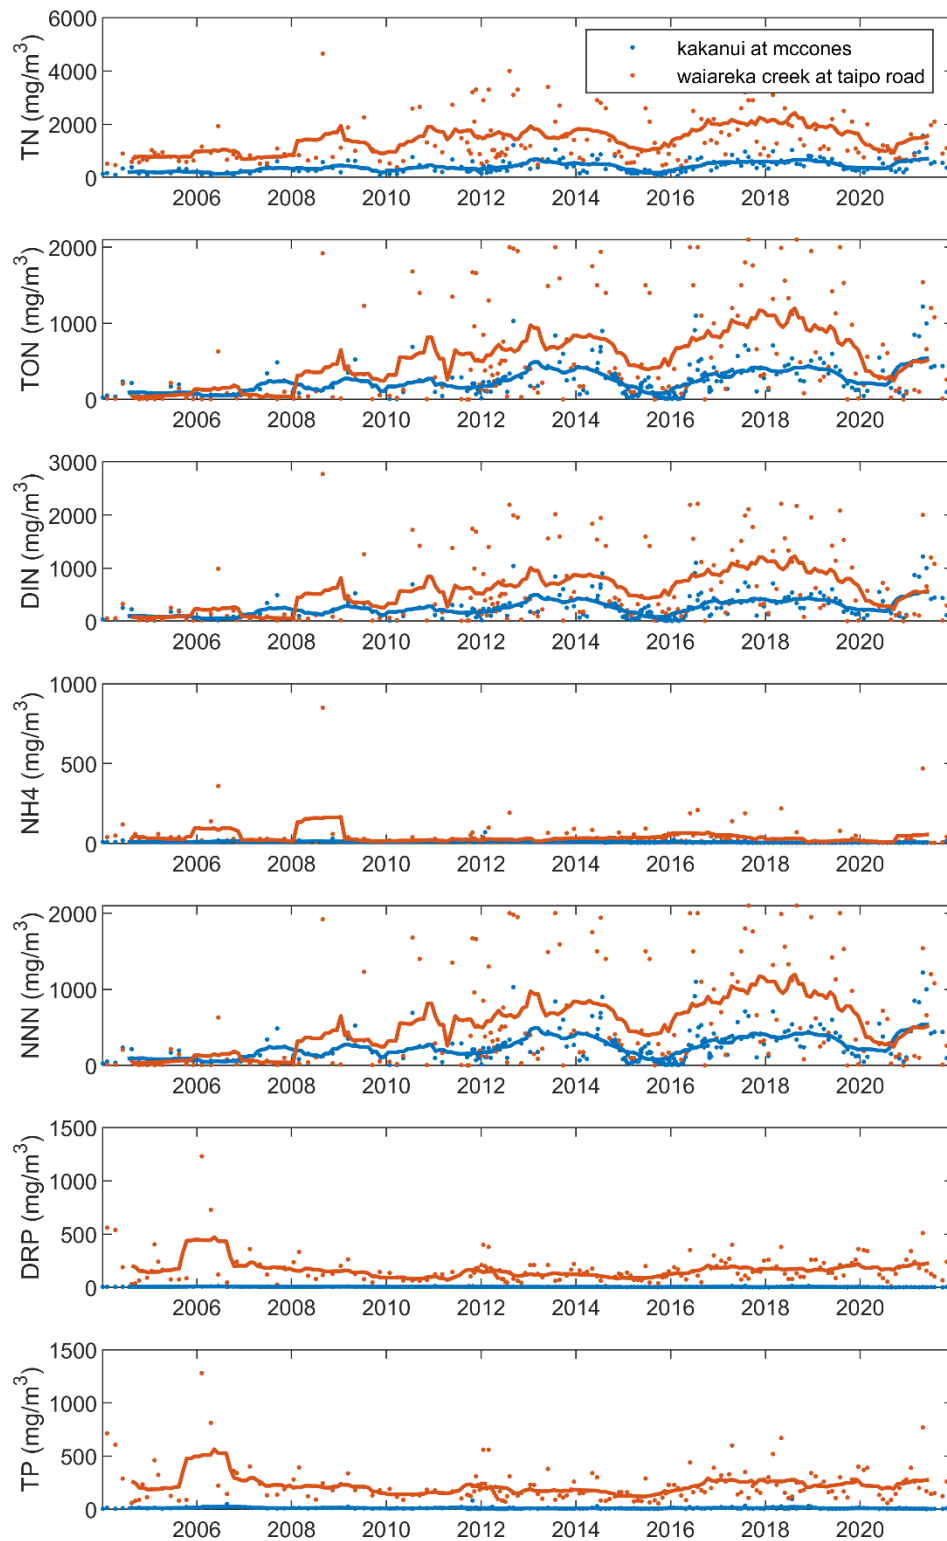 TN (mg/m³)
6000
4000
2000
0
kakanui at mccones
waiareka creek at taipo road
2006 2008 2010 2012 2014 2016 2018 2020
TON (mg/m³)
2000
1000
0
2006 2008 2010 2012 2014 2016 2018 2020
DIN (mg/m³)
3000
2000
1000
0
2006 2008 2010 2012 2014 2016 2018 2020
NH4 (mg/m³)
1000
500
0
2006 2008 2010 2012 2014 2016 2018 2020
NNN (mg/m³)
2000
1000
0
2006 2008 2010 2012 2014 2016 2018 2020
DRP (mg/m³)
1500
1000
500
0
2006 2008 2010 2012 2014 2016 2018 2020
TP (mg/m³)
1500
1000
500
0
2006 2008 2010 2012 2014 2016 2018 2020